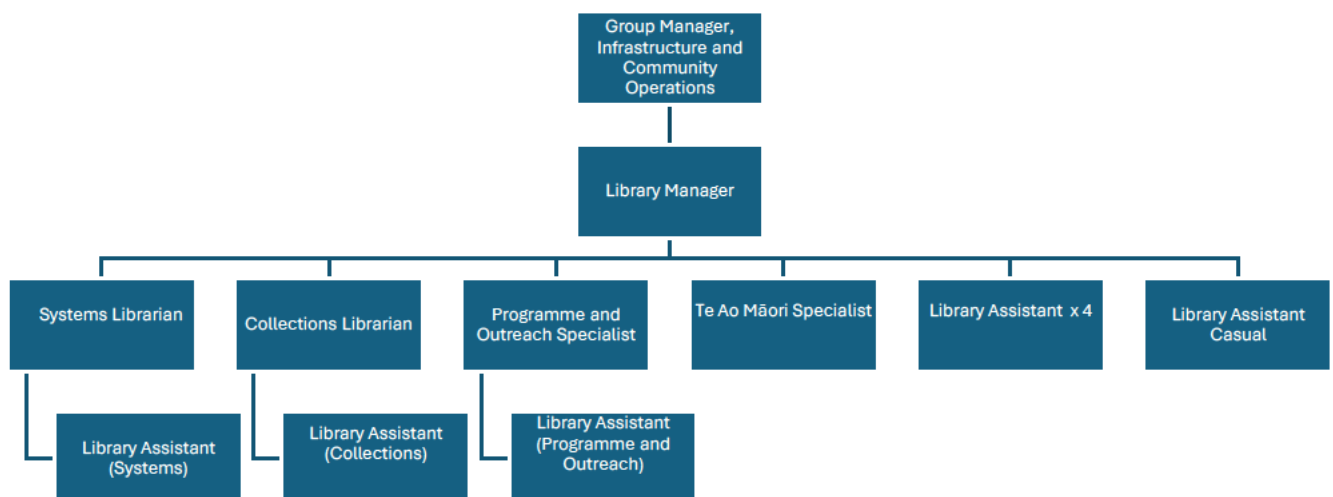 Group Manager,
Infrastructure and
Community
Operations
Library Manager
Systems Librarian
Collections Librarian
Programme and
Outreach Specialist
Te Ao Māori Specialist
Library Assistant x 4
Library Assistant
Casual
Library Assistant
(Systems)
Library Assistant
(Collections)
Library Assistant
(Programme and
Outreach)